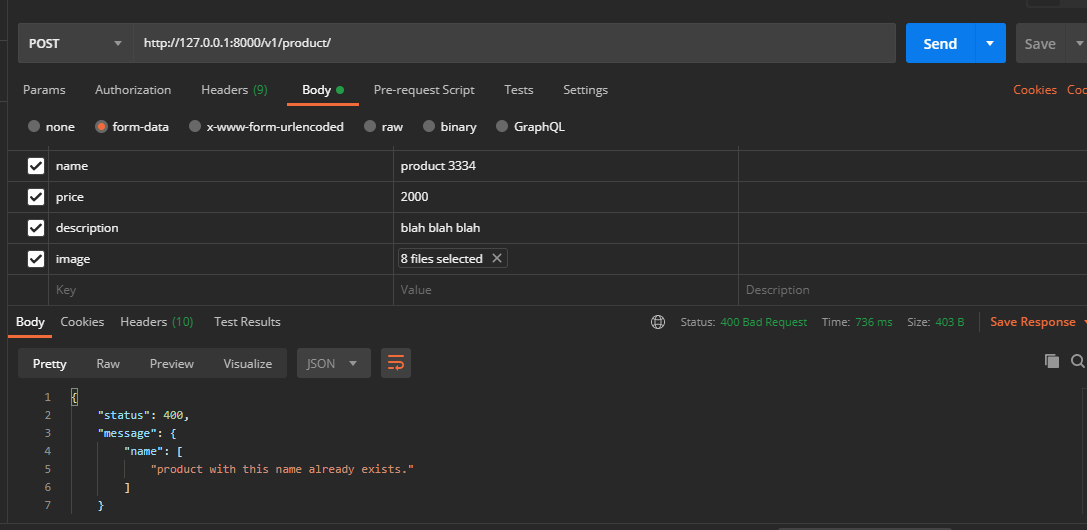 POST http://127.0.0.1:8000/v1/product/ Send Save
Params Authorization Headers (9) Body Pre-request Script Tests Settings Cookies Coc
none form-data x-www-form-urlencoded raw binary GraphQL
name product 3334
price 2000
description blah blah blah
image 8 files selected
Key Value Description
Body Cookies Headers (10) Test Results Status: 400 Bad Request Time: 736 ms Size: 403 B Save Response
Pretty Raw Preview Visualize JSON
1 {
2 "status": 400,
3 "message": {
4 "name": [
5 "product with this name already exists."
6 ]
7 }